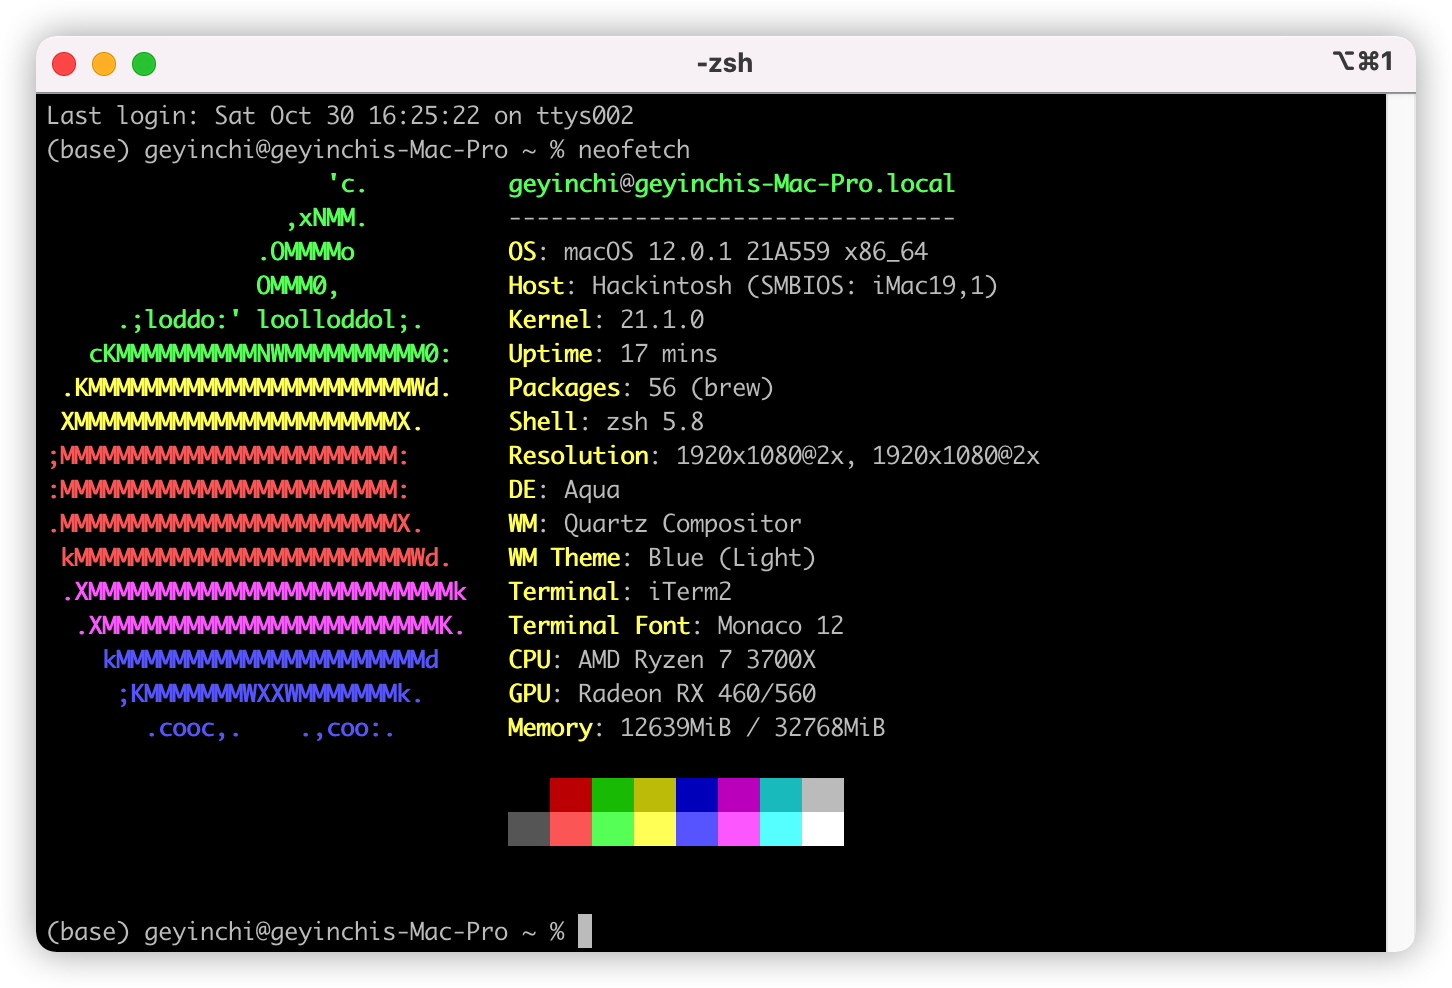 -zsh
⌥⌘1
Last login: Sat Oct 30 16:25:22 on ttys002
(base) geyinchi@geyinchis-Mac-Pro ~ % neofetch
                    'c.          geyinchi@geyinchis-Mac-Pro.local
                 ,xNMM.          --------------------------------
               .OMMMMo           OS: macOS 12.0.1 21A559 x86_64
               OMMM0,            Host: Hackintosh (SMBIOS: iMac19,1)
     .;loddo:' loolloddol;.      Kernel: 21.1.0
   cKMMMMMMMMMMNWMMMMMMMMMM0:    Uptime: 17 mins
 .KMMMMMMMMMMMMMMMMMMMMMMMWd.    Packages: 56 (brew)
 XMMMMMMMMMMMMMMMMMMMMMMMX.      Shell: zsh 5.8
;MMMMMMMMMMMMMMMMMMMMMMMM:       Resolution: 1920x1080@2x, 1920x1080@2x
:MMMMMMMMMMMMMMMMMMMMMMMM:       DE: Aqua
.MMMMMMMMMMMMMMMMMMMMMMMMX.      WM: Quartz Compositor
 kMMMMMMMMMMMMMMMMMMMMMMMMWd.    WM Theme: Blue (Light)
 .XMMMMMMMMMMMMMMMMMMMMMMMMMMk   Terminal: iTerm2
  .XMMMMMMMMMMMMMMMMMMMMMMMMK.   Terminal Font: Monaco 12
    kMMMMMMMMMMMMMMMMMMMMMMd     CPU: AMD Ryzen 7 3700X
     ;KMMMMMMMWXXWMMMMMMMk.      GPU: Radeon RX 460/560
       .cooc,.    .,coo:.        Memory: 12639MiB / 32768MiB
(base) geyinchi@geyinchis-Mac-Pro ~ %